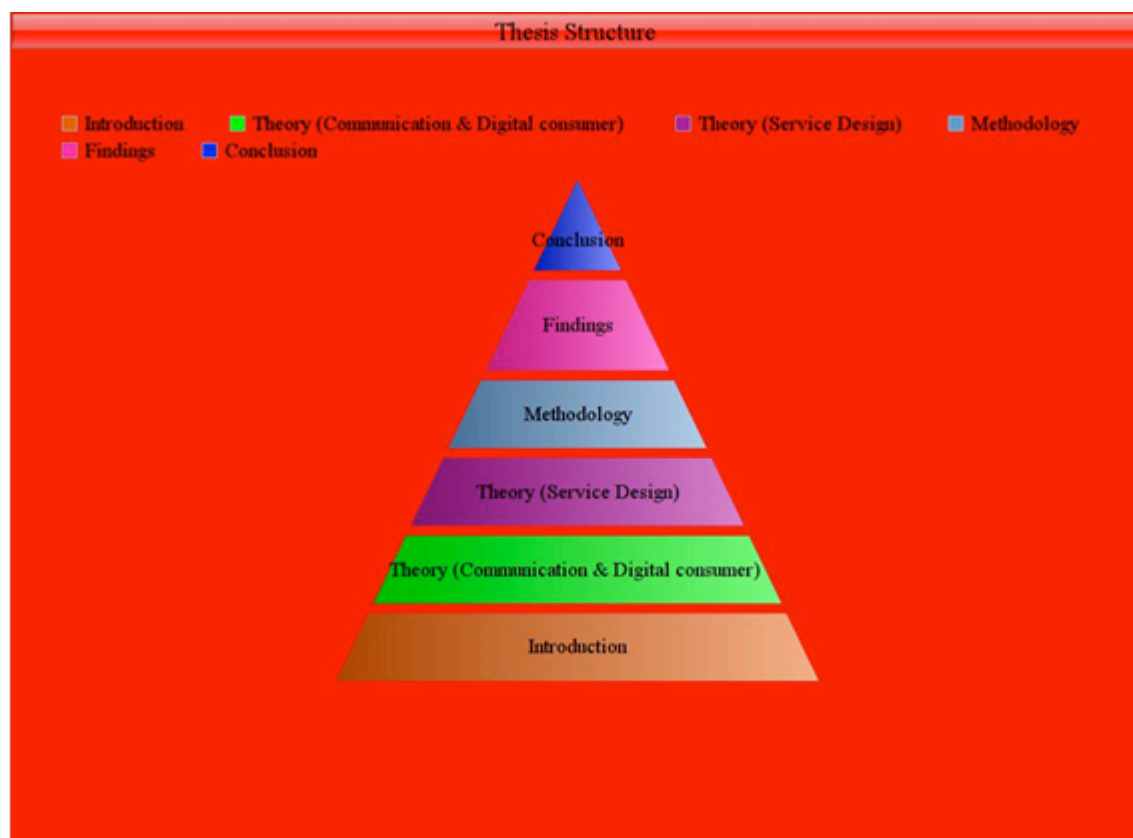 Thesis Structure
Introduction Theory (Communication & Digital consumer) Theory (Service Design) Methodology
Findings Conclusion
Conclusion
Findings
Methodology
Theory (Service Design)
Theory (Communication & Digital consumer)
Introduction